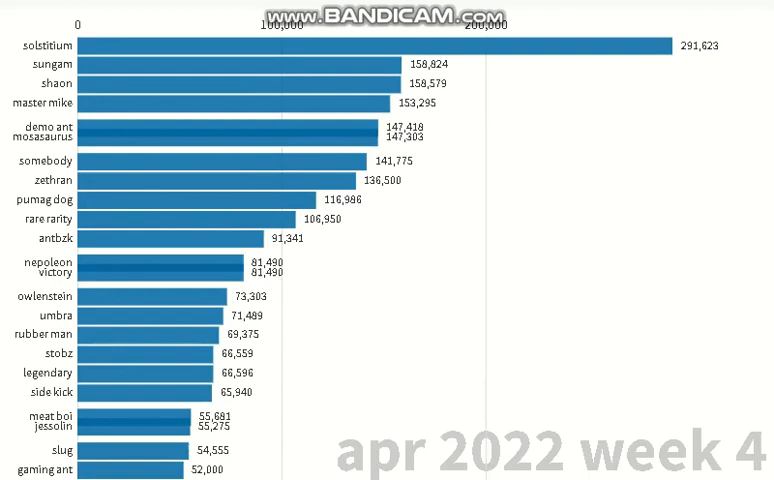 www.BANDICAM.com
0 100,000 200,000
solstitium 291,623
sungam 158,824
shaon 158,579
master mike 153,295
demo ant 147,418
mosasaurus 147,303
somebody 141,775
zethran 136,500
pumag dog 116,986
rare rarity 106,950
antbzk 91,341
nepoleon 81,490
victory 81,490
owlenstein 73,303
umbra 71,489
rubber man 69,375
stobz 66,559
legendary 66,596
side kick 65,940
meat boi 55,681
jessolin 55,275
slug 54,555
gaming ant 52,000
apr 2022 week 4